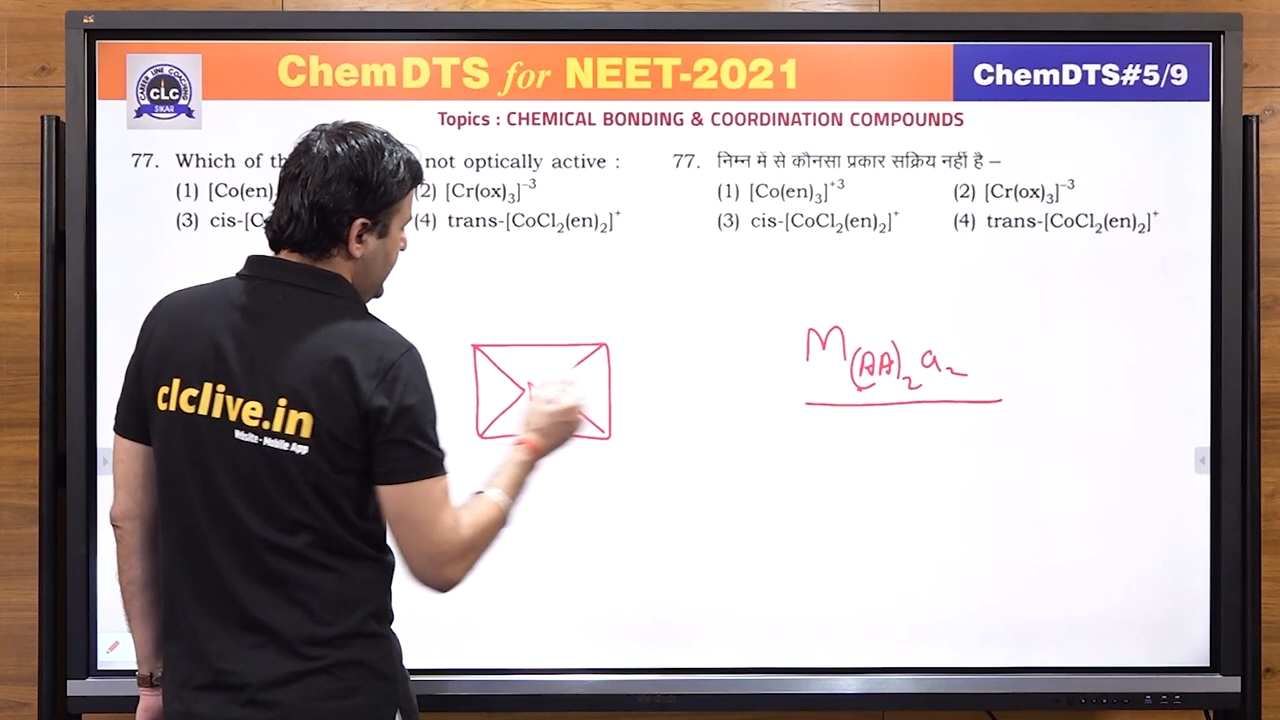 ChemDTS for NEET-2021
ChemDTS#5/9
CAREER LINE COACHING
CLC
SIKAR
Topics : CHEMICAL BONDING & COORDINATION COMPOUNDS
77. Which of th not optically active :
(1) [Co(en) (2) [Cr(ox)₃]⁻³
(3) cis-[C (4) trans-[CoCl₂(en)₂]⁺
77. निम्न में से कौनसा प्रकार सक्रिय नहीं है –
(1) [Co(en)₃]⁺³ (2) [Cr(ox)₃]⁻³
(3) cis-[CoCl₂(en)₂]⁺ (4) trans-[CoCl₂(en)₂]⁺
M(AA)₂a₂
clclive.in
Website - Mobile App